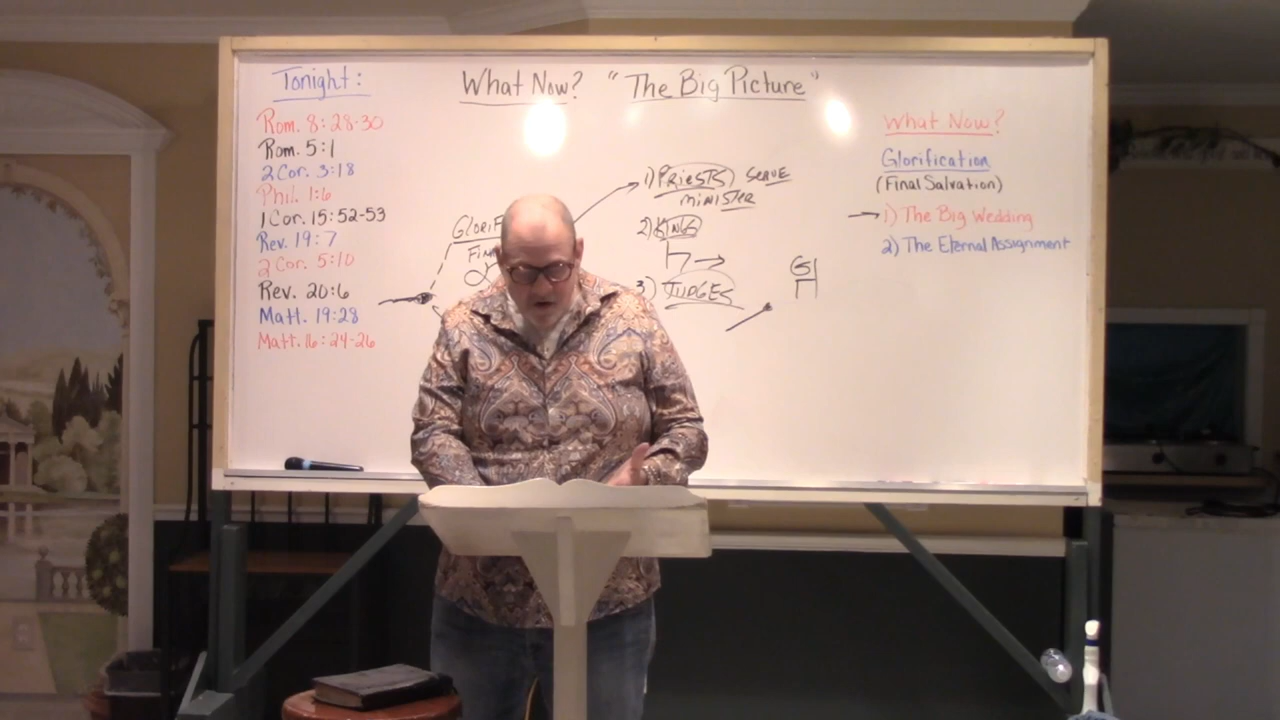 Tonight:
Rom. 8:28-30
Rom. 5:1
2 Cor. 3:18
Phil. 1:6
1 Cor. 15:52-53
Rev. 19:7
2 Cor. 5:10
Rev. 20:6
Matt. 19:28
Matt. 16:24-26
What Now? "The Big Picture"
1) PRIESTS) SERVE
MINISTER
2) KINGS
3) JUDGES
What Now?
Glorification
(Final Salvation)
1) The Big Wedding
2) The Eternal Assignment